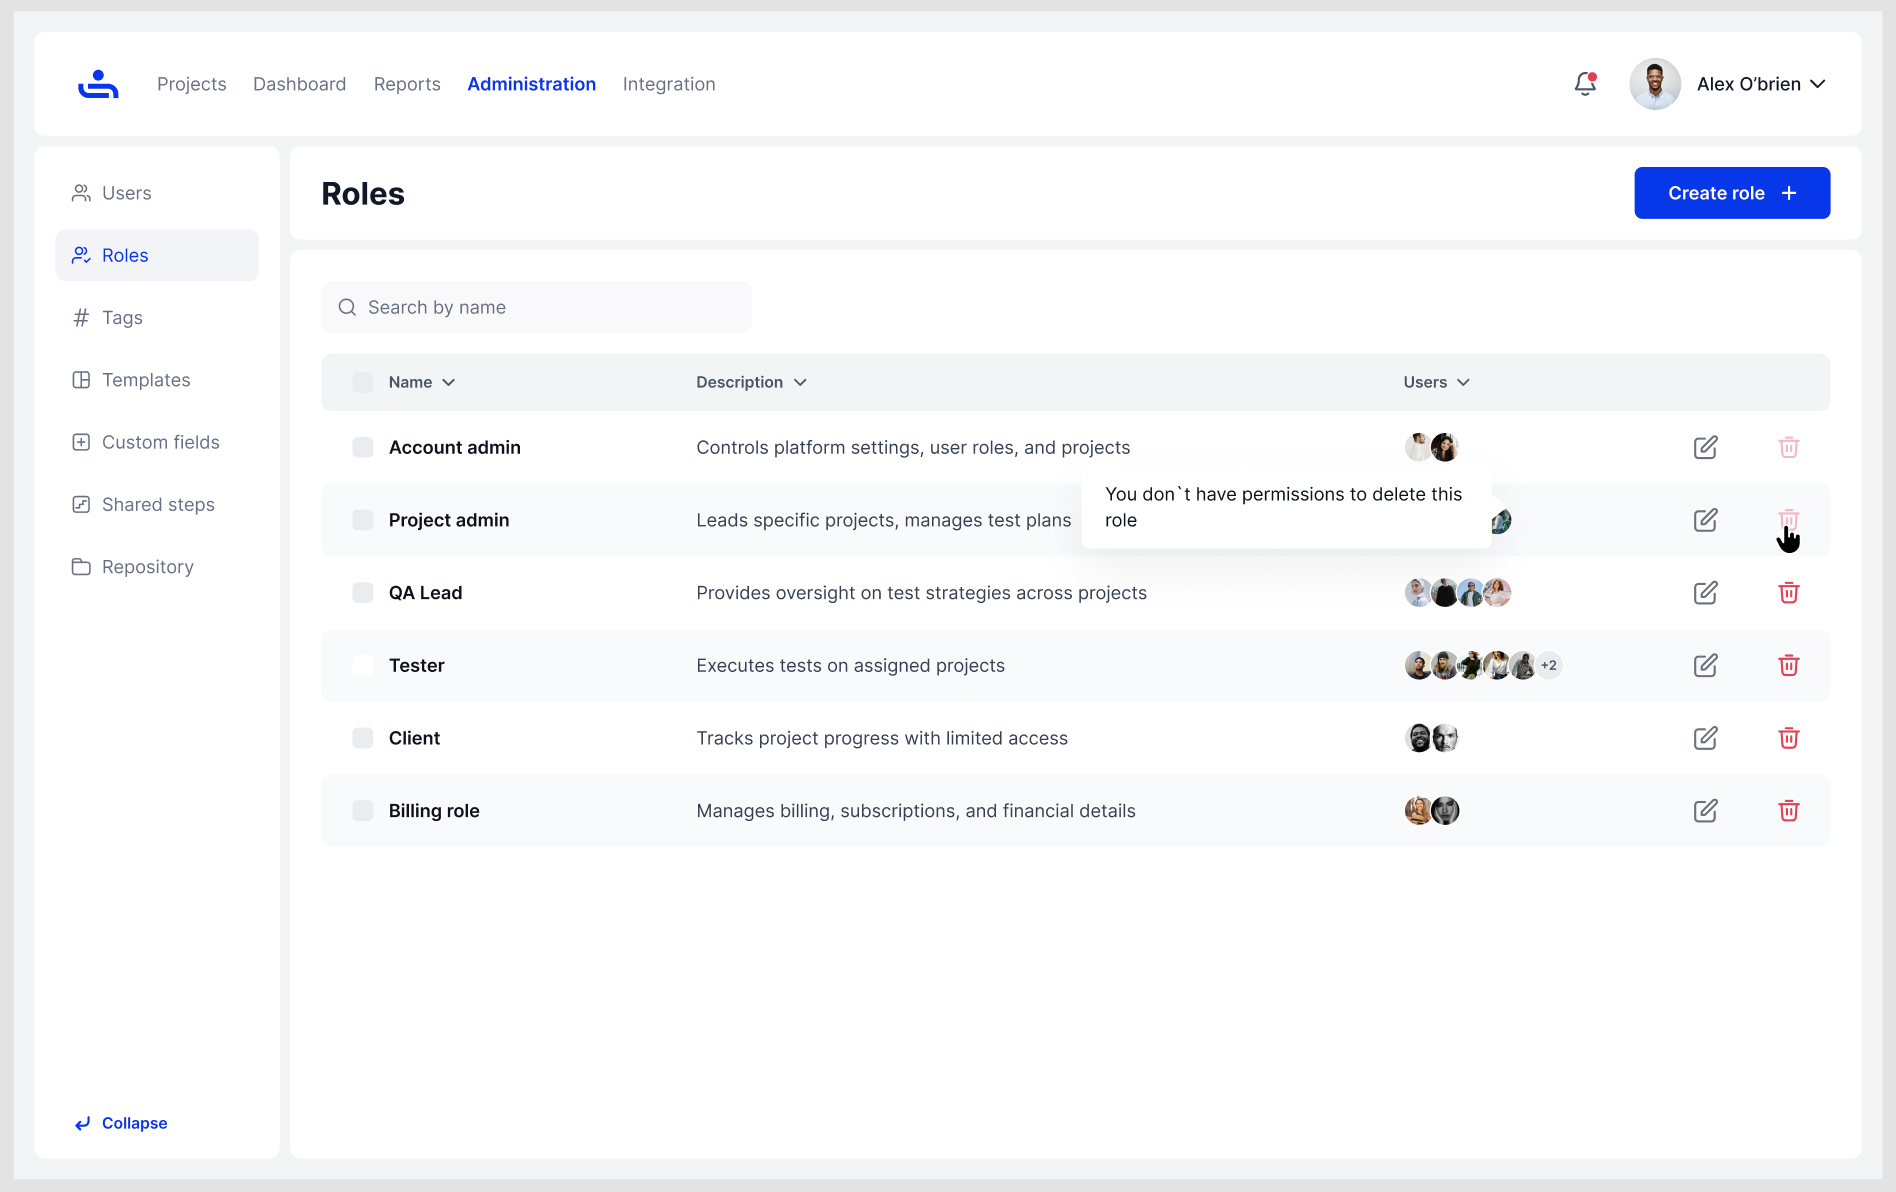 Projects Dashboard Reports Administration Integration
Alex O’brien
Users
Roles
Tags
Templates
Custom fields
Shared steps
Repository
Collapse
Roles
Create role
Search by name
Name Description Users
Account admin Controls platform settings, user roles, and projects
Project admin Leads specific projects, manages test plans
You don`t have permissions to delete this
role
QA Lead Provides oversight on test strategies across projects
Tester Executes tests on assigned projects +2
Client Tracks project progress with limited access
Billing role Manages billing, subscriptions, and financial details